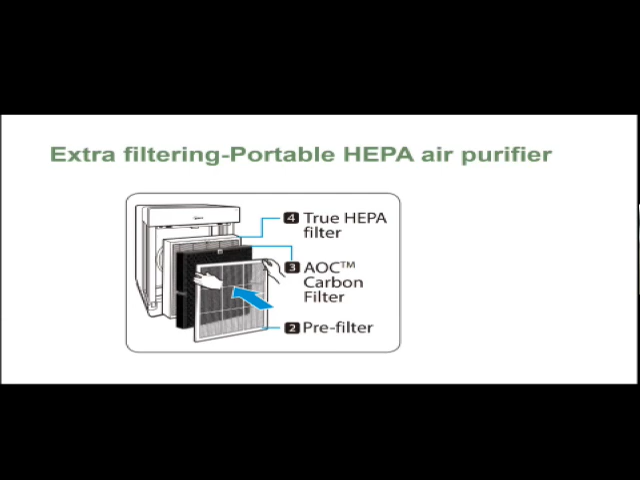 Extra filtering-Portable HEPA air purifier
4 True HEPA
filter
3 AOC™
Carbon
Filter
2 Pre-filter